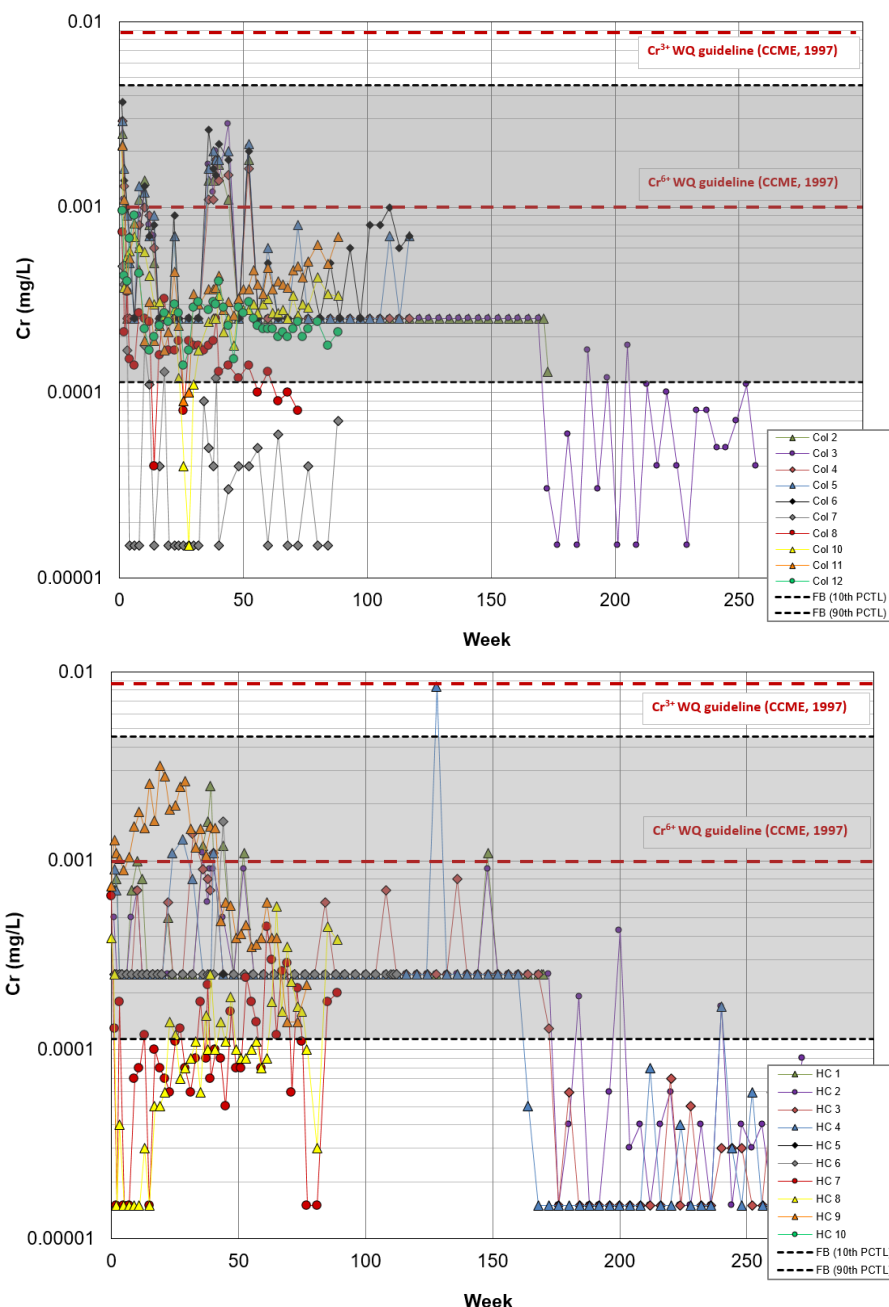 0.01
Cr³⁺ WQ guideline (CCME, 1997)
Cr⁶⁺ WQ guideline (CCME, 1997)
0.001
Cr (mg/L)
0.0001
0.00001
0 50 100 150 200 250
Week
Col 2
Col 3
Col 4
Col 5
Col 6
Col 7
Col 8
Col 10
Col 11
Col 12
FB (10th PCTL)
FB (90th PCTL)
0.01
Cr³⁺ WQ guideline (CCME, 1997)
Cr⁶⁺ WQ guideline (CCME, 1997)
0.001
Cr (mg/L)
0.0001
0.00001
0 50 100 150 200 250
Week
HC 1
HC 2
HC 3
HC 4
HC 5
HC 6
HC 7
HC 8
HC 9
HC 10
FB (10th PCTL)
FB (90th PCTL)